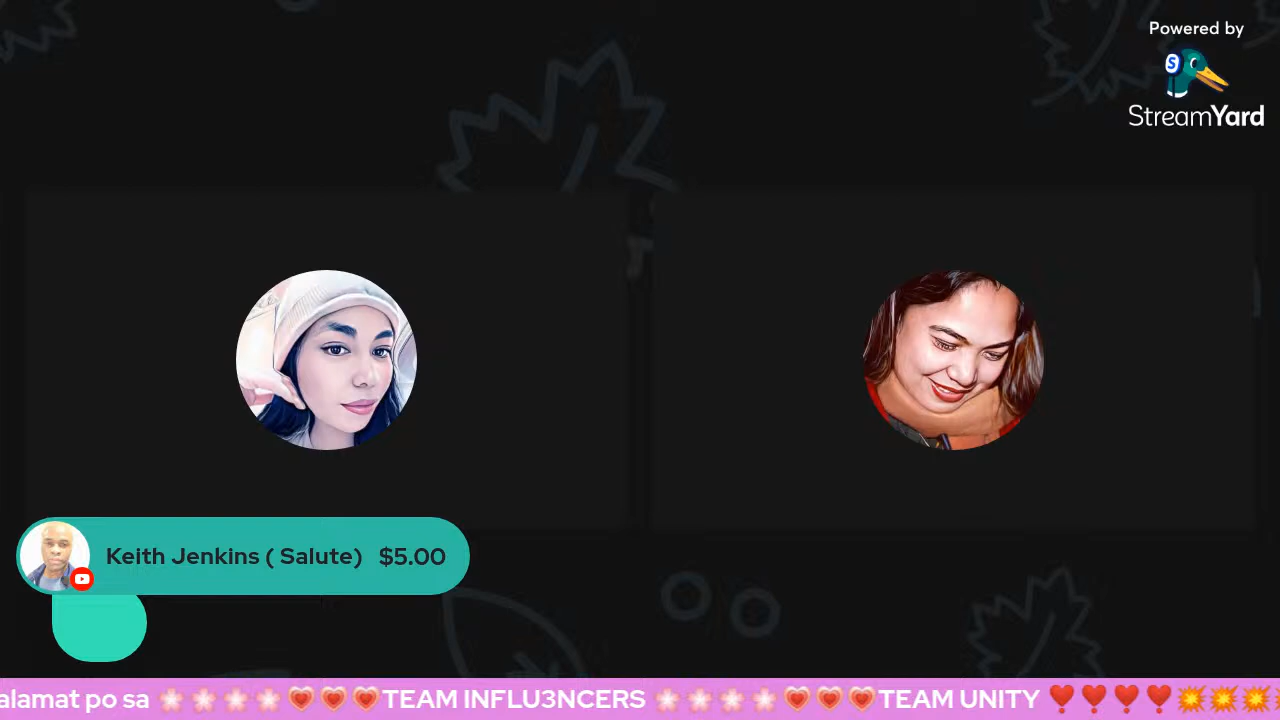 Powered by
StreamYard
Keith Jenkins ( Salute) $5.00
alamat po sa 🌸🌸🌸🌸💗💗💗TEAM INFLU3NCERS 🌸🌸🌸🌸💗💗💗TEAM UNITY ❣️❣️❣️❣️💥💥💥